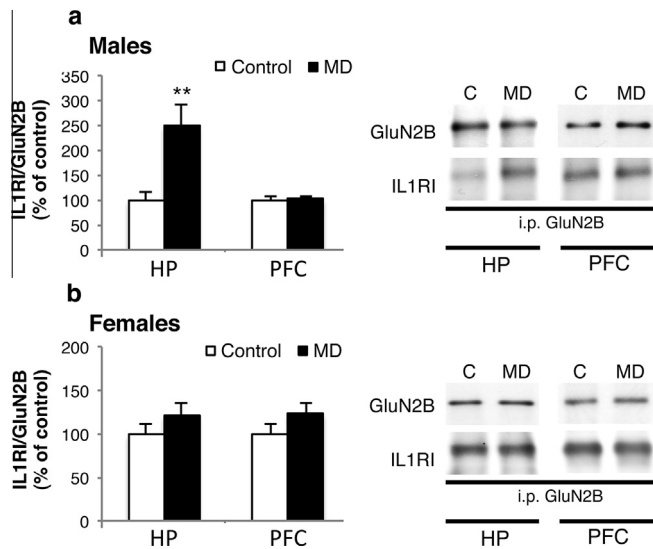 a
Males
IL1RI/GluN2B
(% of control)
350
300
250
200
150
100
50
0
Control MD
**
HP PFC
C MD C MD
GluN2B
IL1RI
i.p. GluN2B
HP PFC
b
Females
IL1RI/GluN2B
(% of control)
200
150
100
50
0
Control MD
HP PFC
C MD C MD
GluN2B
IL1RI
i.p. GluN2B
HP PFC